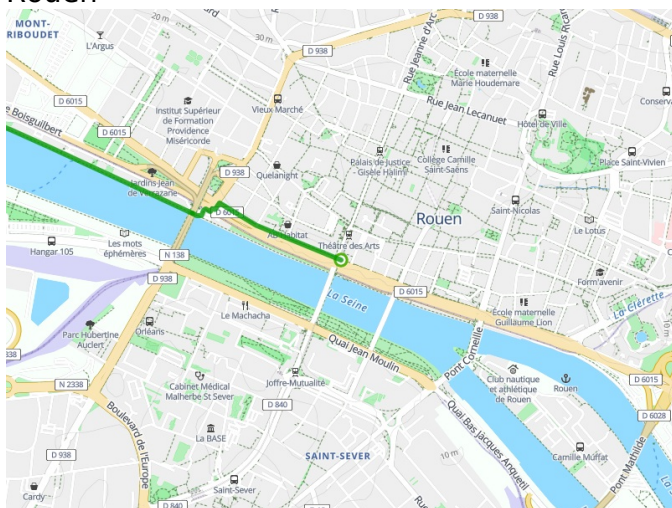 Rouen
MONT-
RIBOUDET
L'Argus
20 m
30 m
D 938
D 938
Rue Jeanne d'Arc
École maternelle
Marie Houdemare
Rue Louis Ricar
D 6015
e Boisguilbert
D 6015
Institut Supérieur
de Formation
Providence
Miséricorde
Vieux Marché
Rue Jean Lecanuet
Conserva
Hôtel de Ville
Place Saint-Vivien
D 938
Quelanight
Palais de Justice
Gisèle Halimi
Collège Camille
Saint-Saëns
Jardins Jean
de Verrazane
D 6015
Rouen
Saint-Nicolas
Le Lotus
Hangar 105
Les mots
éphémères
N 138
D 938
Théâtre des Arts
Form'avenir
La Clérette
La Seine
D 6015
École maternelle
Guillaume Lion
Le Machacha
Parc Hubertine
Auclert
Orléans
Quai Jean Moulin
Pont Corneille
338
N 2338
Cabinet Médical
Malherbe St Sever
Joffre-Mutualité
Club nautique
et athlétique
de Rouen
Rouen
D 6015
D 6028
D 840
Boulevard de l'Europe
La BASE
Quai Bas Jacques Anquetil
Pont Mathilde
D 938
SAINT-SEVER
10 m
Camille Muffat
Cardy
Saint-Sever
D 840